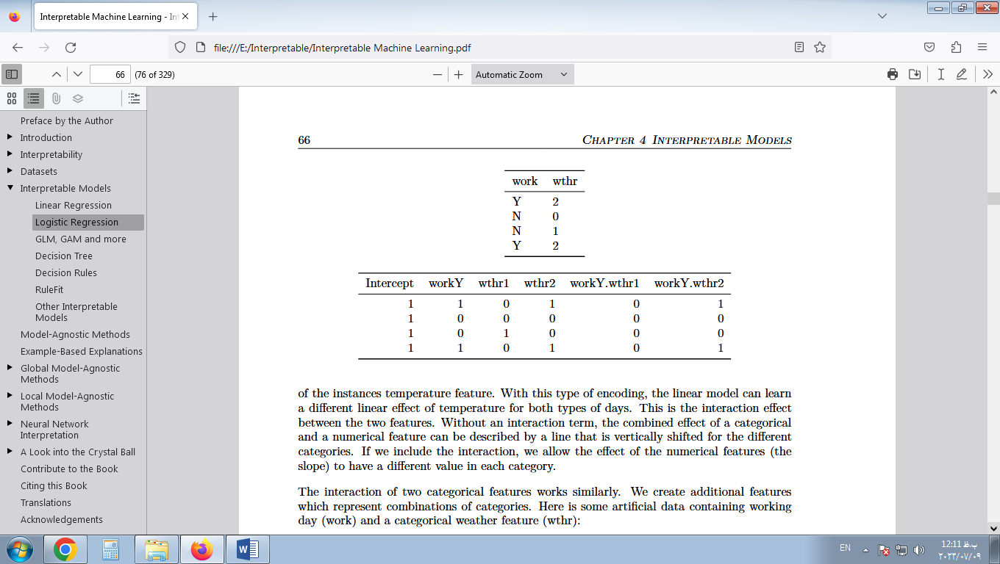 Interpretable Machine Learning - Int
file:///E:/Interpretable/Interpretable Machine Learning.pdf
66 (76 of 329)
Automatic Zoom
Preface by the Author
Introduction
Interpretability
Datasets
Interpretable Models
Linear Regression
Logistic Regression
GLM, GAM and more
Decision Tree
Decision Rules
RuleFit
Other Interpretable
Models
Model-Agnostic Methods
Example-Based Explanations
Global Model-Agnostic
Methods
Local Model-Agnostic
Methods
Neural Network
Interpretation
A Look into the Crystal Ball
Contribute to the Book
Citing this Book
Translations
Acknowledgements
66 CHAPTER 4 INTERPRETABLE MODELS
work wthr
Y 2
N 0
N 1
Y 2
Intercept workY wthr1 wthr2 workY.wthr1 workY.wthr2
1 1 0 1 0 1
1 0 0 0 0 0
1 0 1 0 0 0
1 1 0 1 0 1
of the instances temperature feature. With this type of encoding, the linear model can learn
a different linear effect of temperature for both types of days. This is the interaction effect
between the two features. Without an interaction term, the combined effect of a categorical
and a numerical feature can be described by a line that is vertically shifted for the different
categories. If we include the interaction, we allow the effect of the numerical features (the
slope) to have a different value in each category.
The interaction of two categorical features works similarly. We create additional features
which represent combinations of categories. Here is some artificial data containing working
day (work) and a categorical weather feature (wthr):
W
EN
12:11 ب.ظ
۲۰۲۳/۰۷/۰۹